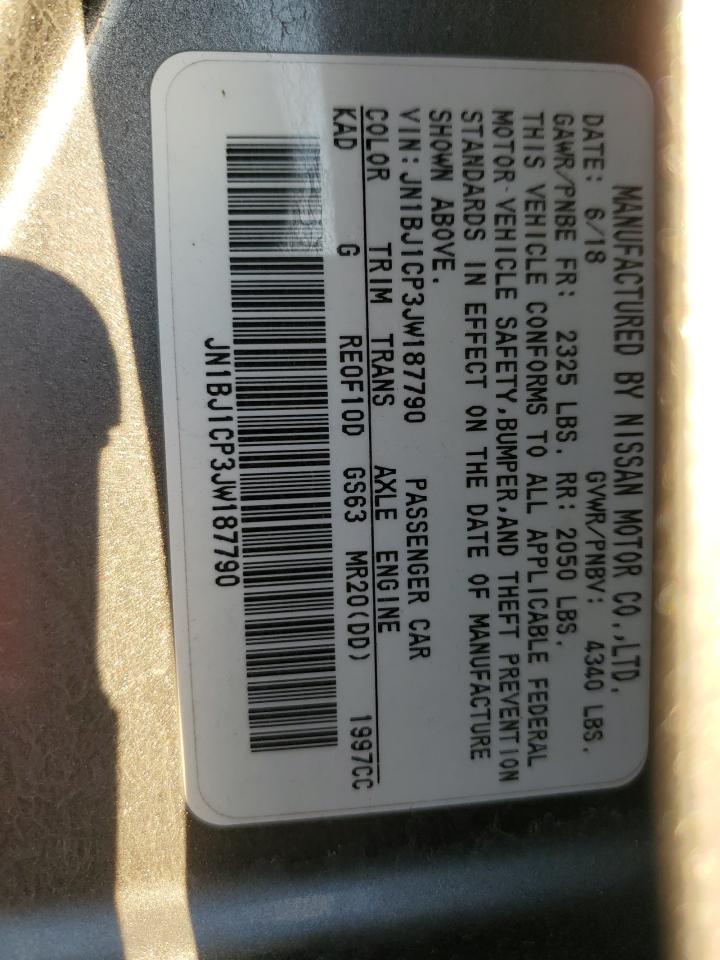 MANUFACTURED BY NISSAN MOTOR CO.,LTD.
DATE: 6/18 GVWR/PNBV: 4340 LBS.
GAWR/PNBE FR: 2325 LBS. RR: 2050 LBS.
THIS VEHICLE CONFORMS TO ALL APPLICABLE FEDERAL
MOTOR VEHICLE SAFETY,BUMPER,AND THEFT PREVENTION
STANDARDS IN EFFECT ON THE DATE OF MANUFACTURE
SHOWN ABOVE.
VIN:JN1BJ1CP3JW187790 PASSENGER CAR
COLOR TRIM TRANS AXLE ENGINE
KAD G RE0F10D GS63 MR20(DD) 1997CC
JN1BJ1CP3JW187790